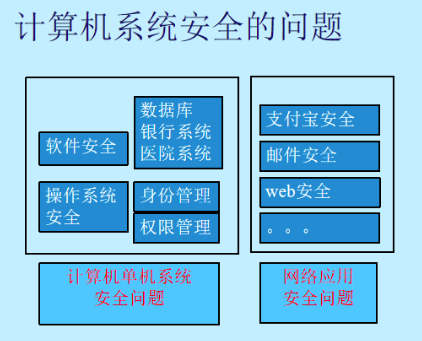 计算机系统安全的问题
软件安全
数据库
银行系统
医院系统
操作系统
安全
身份管理
权限管理
计算机单机系统
安全问题
支付宝安全
邮件安全
web安全
。。。
网络应用
安全问题